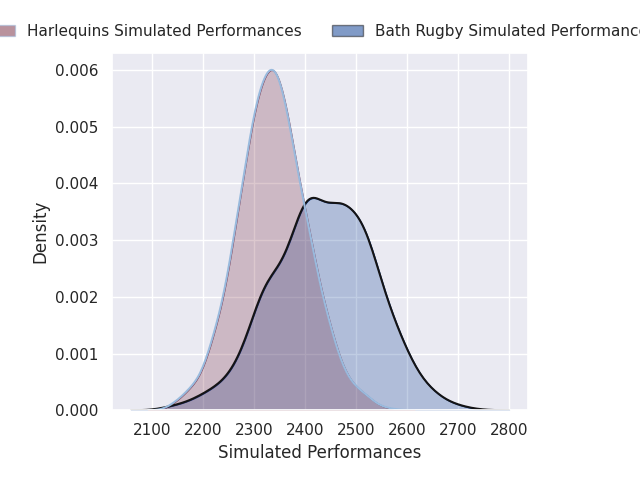 Harlequins Simulated Performances Bath Rugby Simulated Performance
0.006
0.005
0.004
0.003
0.002
0.001
0.000
Density
2100 2200 2300 2400 2500 2600 2700 2800
Simulated Performances